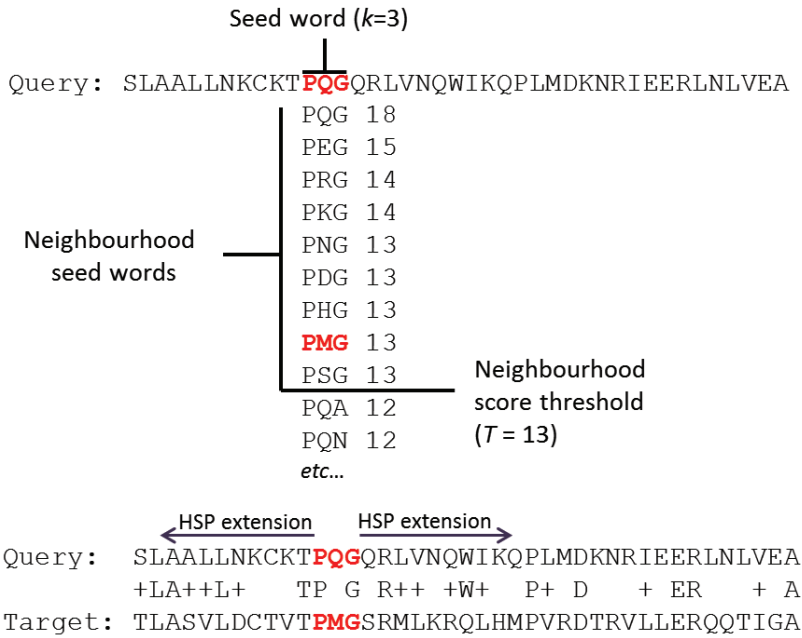 Seed word (k=3)
Query: SLAALLNKCKTPQGQRLVNQWIKQPLMDKNRIEERLNLVEA
PQG 18
PEG 15
PRG 14
PKG 14
PNG 13
PDG 13
PHG 13
PMG 13
PSG 13
PQA 12
PQN 12
etc...
Neighbourhood
seed words
Neighbourhood
score threshold
(T = 13)
HSP extension HSP extension
Query: SLAALLNKCKTPQGQRLVNQWIKQPLMDKNRIEERLNLVEA
+LA++L+ TP G R++ +W+ P+ D + ER + A
Target: TLASVLDCTVTPMGSRMLKRQLHMPVRDTRVLLERQQTIGA